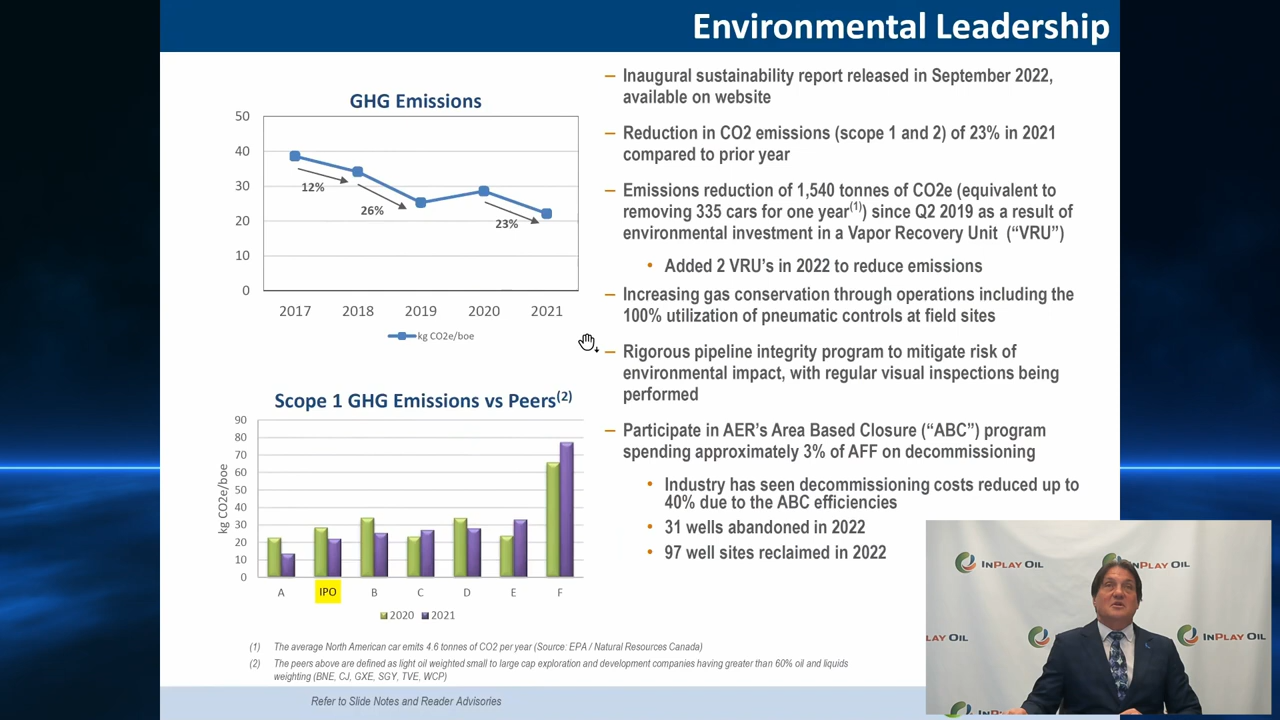 Environmental Leadership
GHG Emissions
50
40
30
20
10
0
12%
26%
23%
2017 2018 2019 2020 2021
kg CO2e/boe
Scope 1 GHG Emissions vs Peers(2)
kg CO2e/boe
90
80
70
60
50
40
30
20
10
0
A IPO B C D E F
2020 2021
– Inaugural sustainability report released in September 2022,
available on website
– Reduction in CO2 emissions (scope 1 and 2) of 23% in 2021
compared to prior year
– Emissions reduction of 1,540 tonnes of CO2e (equivalent to
removing 335 cars for one year(1)) since Q2 2019 as a result of
environmental investment in a Vapor Recovery Unit (“VRU”)
• Added 2 VRU’s in 2022 to reduce emissions
– Increasing gas conservation through operations including the
100% utilization of pneumatic controls at field sites
– Rigorous pipeline integrity program to mitigate risk of
environmental impact, with regular visual inspections being
performed
– Participate in AER’s Area Based Closure (“ABC”) program
spending approximately 3% of AFF on decommissioning
• Industry has seen decommissioning costs reduced up to
40% due to the ABC efficiencies
• 31 wells abandoned in 2022
• 97 well sites reclaimed in 2022
(1) The average North American car emits 4.6 tonnes of CO2 per year (Source: EPA / Natural Resources Canada)
(2) The peers above are defined as light oil weighted small to large cap exploration and development companies having greater than 60% oil and liquids
weighting (BNE, CJ, GXE, SGY, TVE, WCP)
Refer to Slide Notes and Reader Advisories
INPLAY OIL
INPLAY OIL
LAY OIL
INPLAY OIL